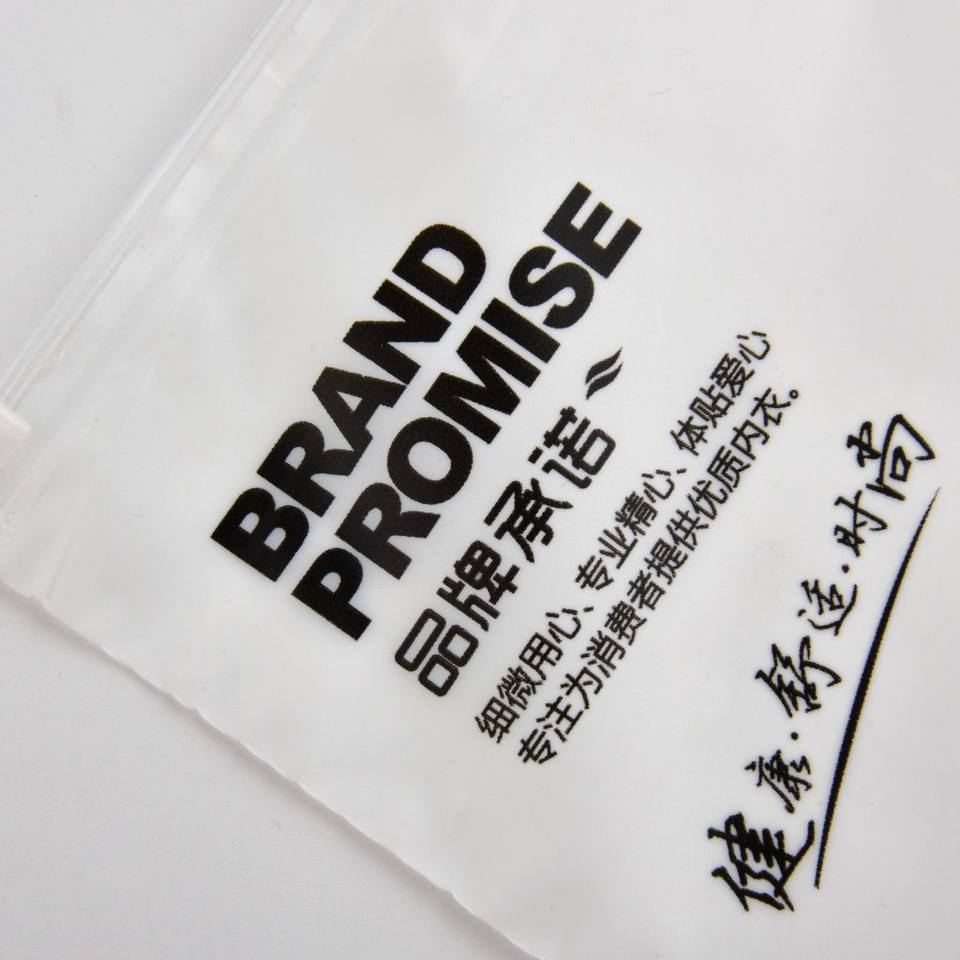 BRAND
PROMISE
品牌承诺
细微用心、专业精心、体贴爱心
专注为消费者提供优质内衣。
健康·舒适·时尚